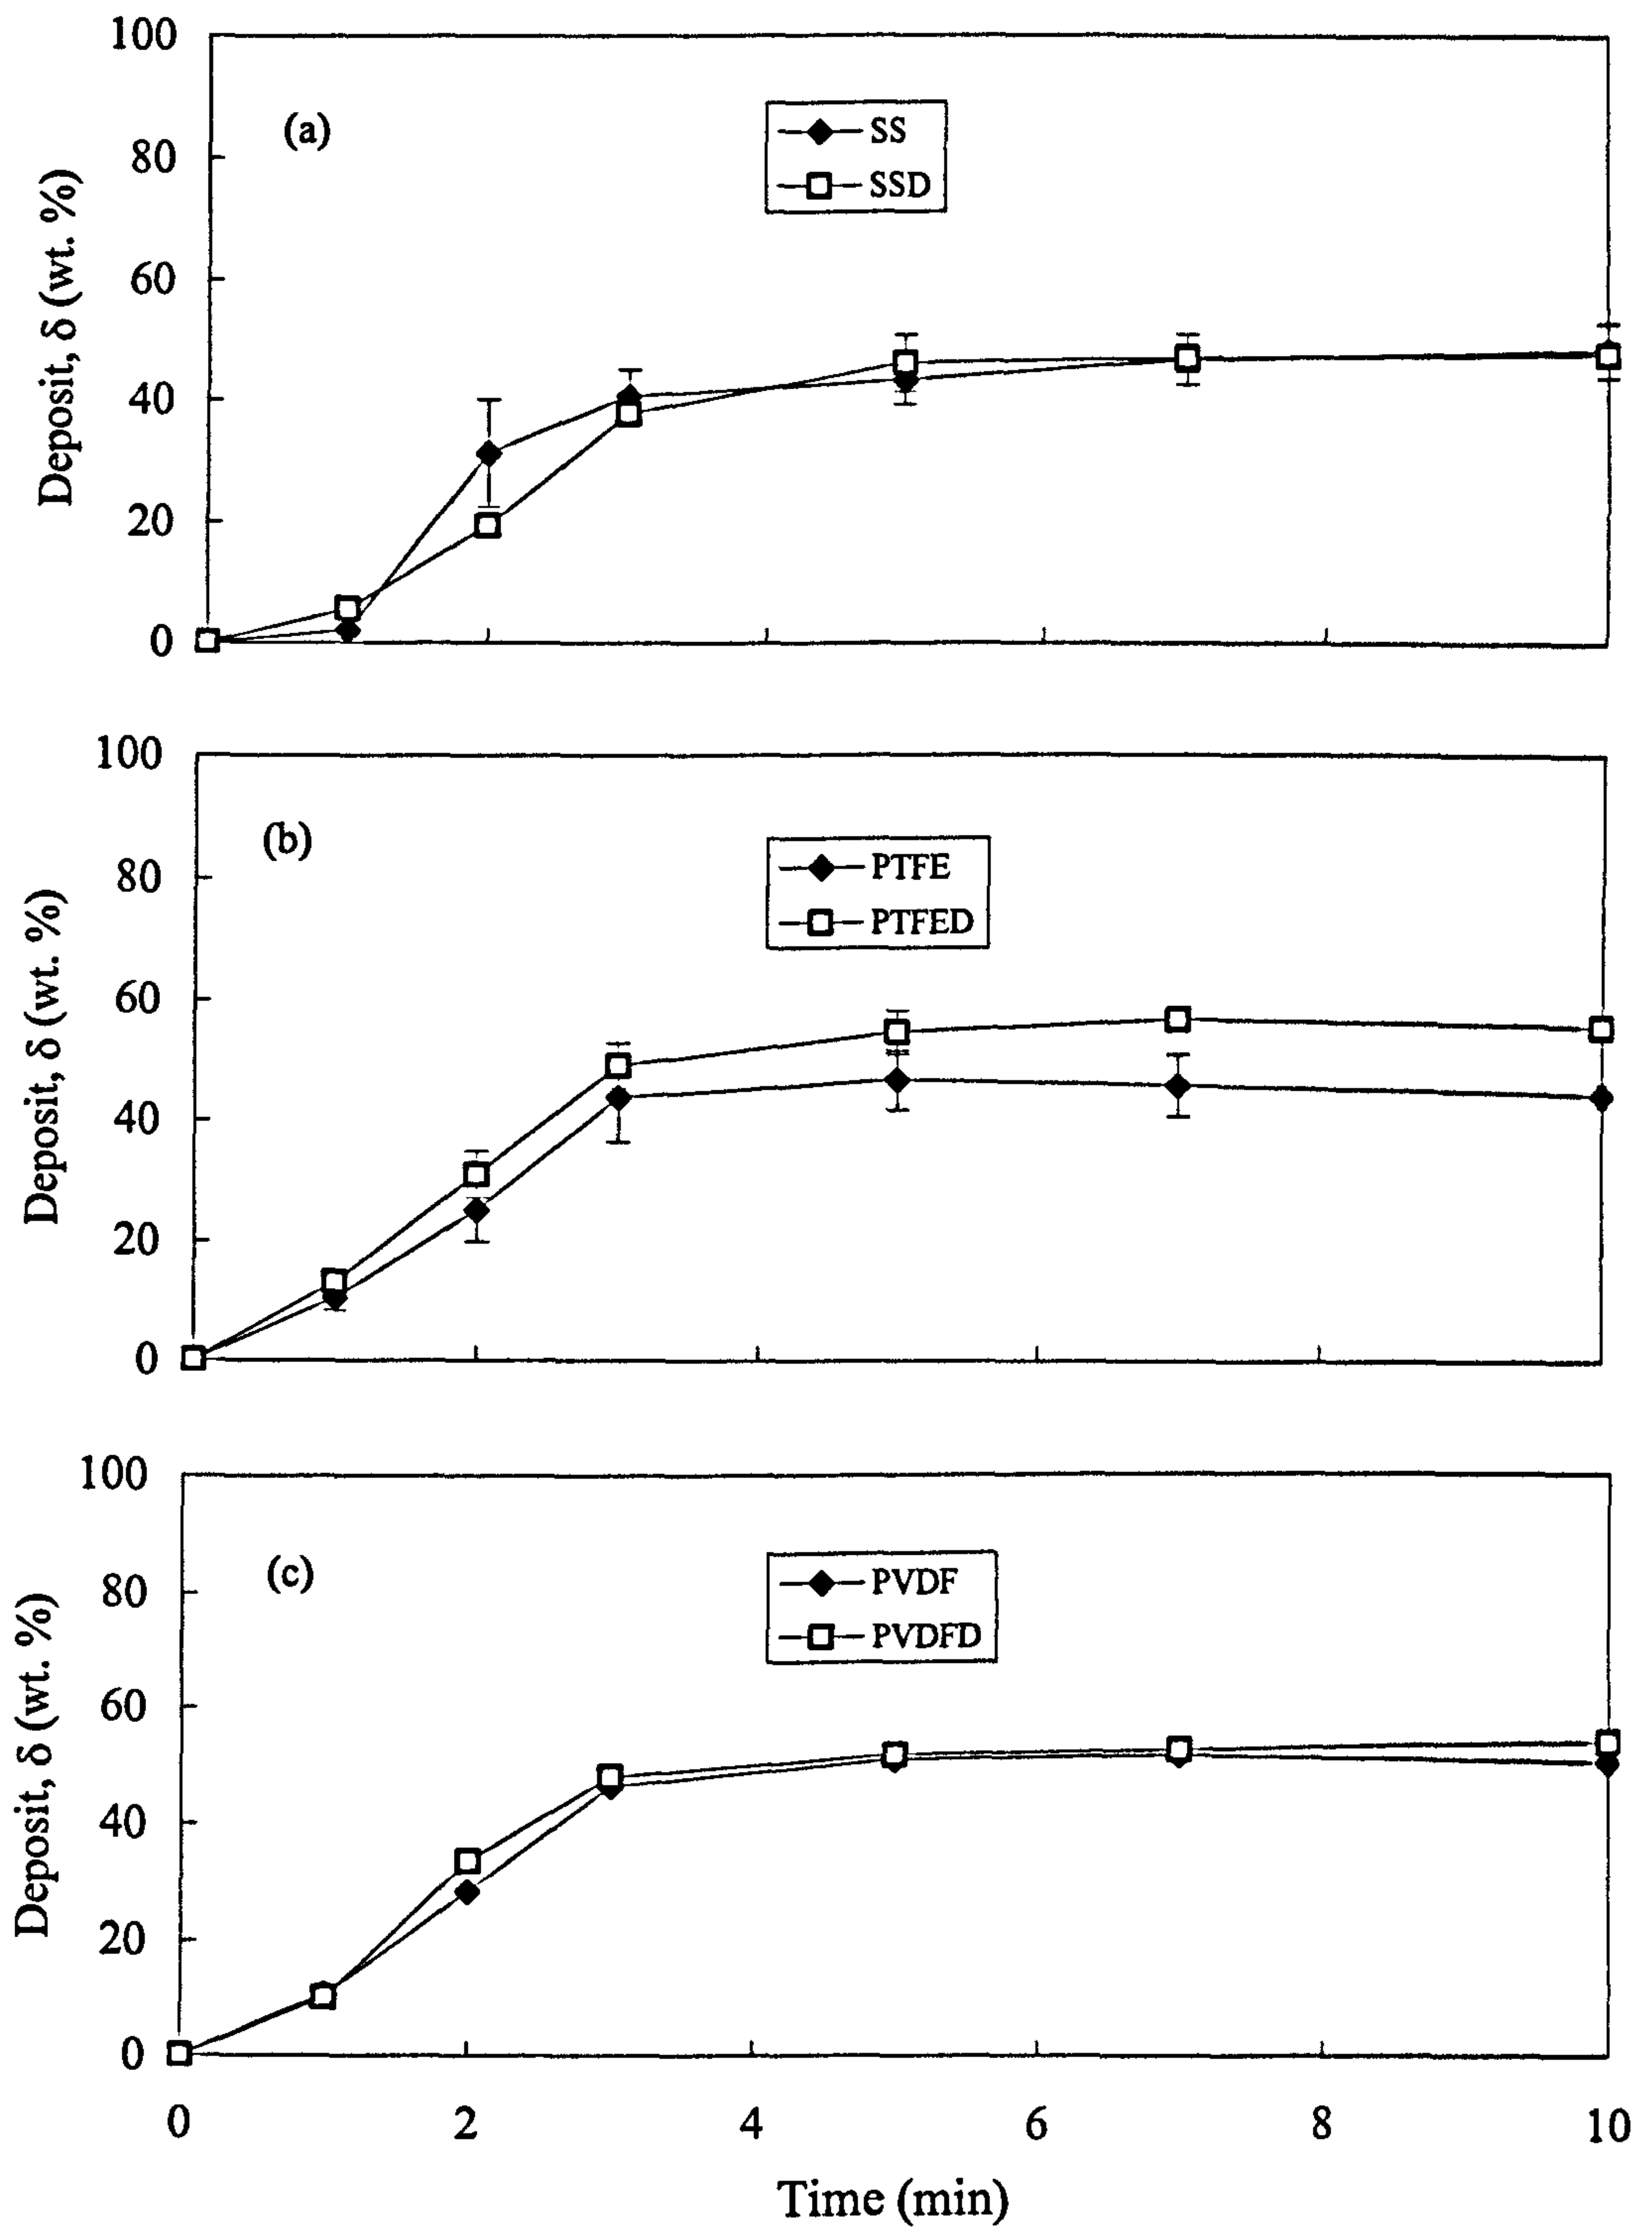 100
80
60
40
20
0
Deposit, δ (wt. %)
(a)
SS
SSD
100
80
60
40
20
0
Deposit, δ (wt. %)
(b)
PTFE
PTFED
100
80
60
40
20
0
Deposit, δ (wt. %)
(c)
PVDF
PVDFD
0 2 4 6 8 10
Time (min)